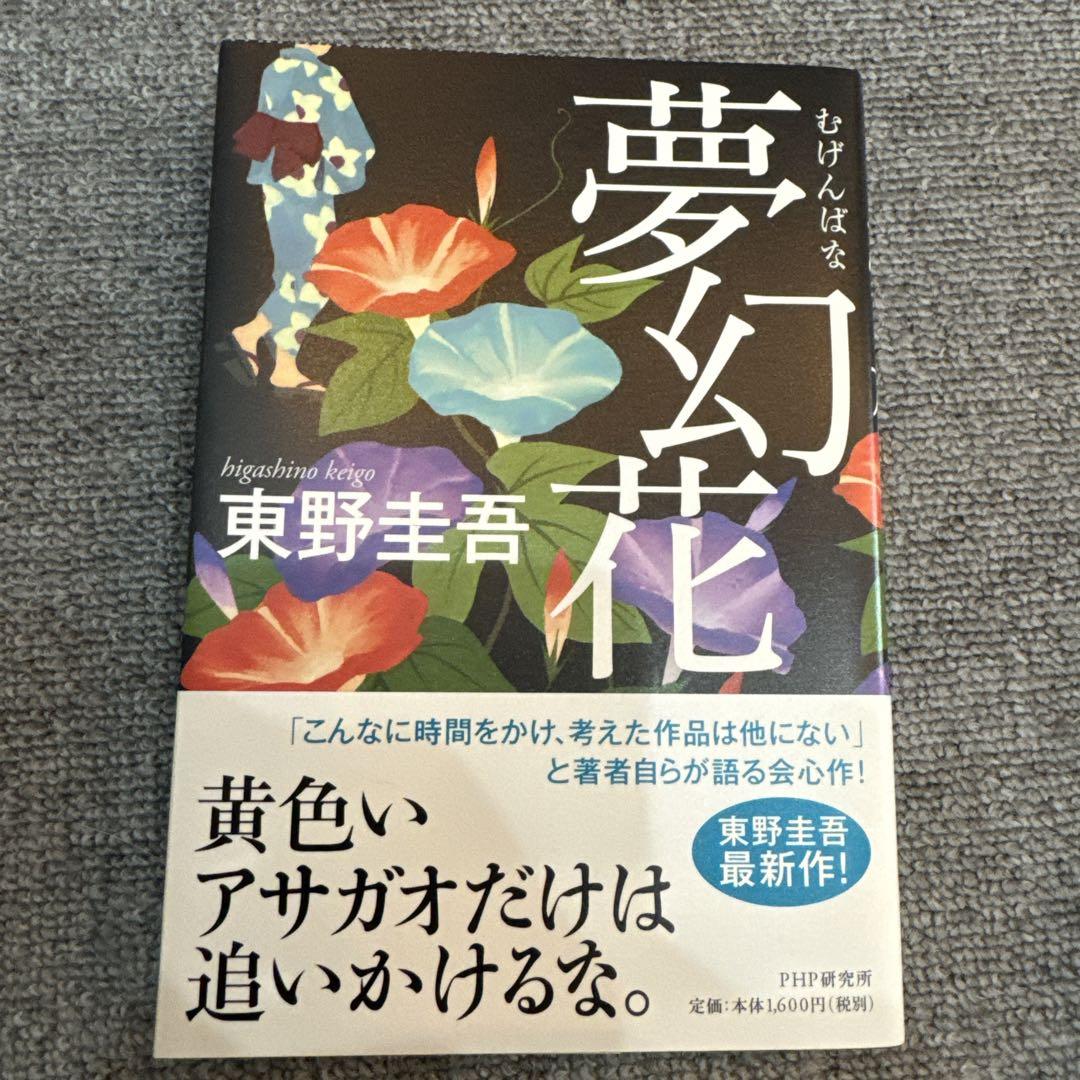 夢幻花
むげんばな
higashino keigo
東野圭吾
「こんなに時間をかけ、考えた作品は他にない」
と著者自らが語る会心作!
黄色い
アサガオだけは
追いかけるな。
東野圭吾
最新作!
PHP研究所
定価:本体1,600円(税別)